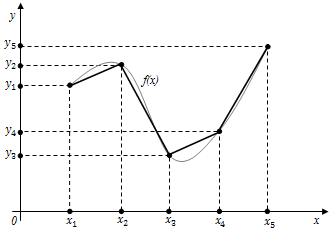 y
y₅
y₂
y₁
f(x)
y₄
y₃
0
x₁ x₂ x₃ x₄ x₅ x